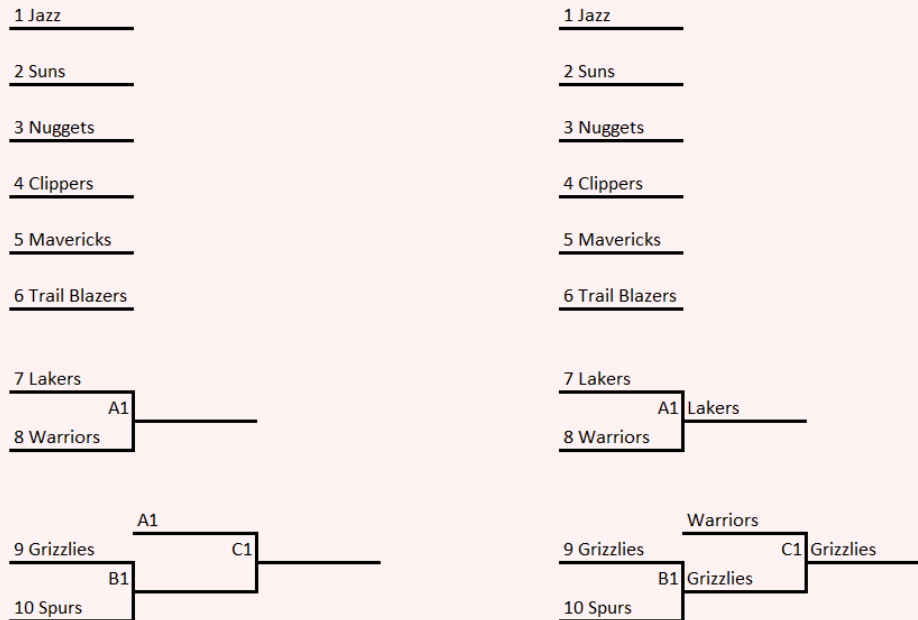 1 Jazz
2 Suns
3 Nuggets
4 Clippers
5 Mavericks
6 Trail Blazers
7 Lakers
A1
8 Warriors
A1
9 Grizzlies
C1
B1
10 Spurs
1 Jazz
2 Suns
3 Nuggets
4 Clippers
5 Mavericks
6 Trail Blazers
7 Lakers
A1 Lakers
8 Warriors
Warriors
9 Grizzlies
C1 Grizzlies
B1 Grizzlies
10 Spurs